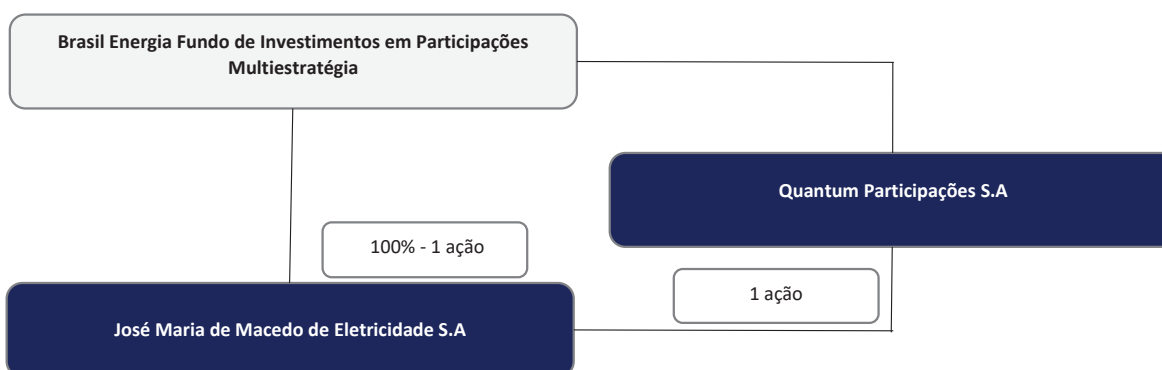 Brasil Energia Fundo de Investimentos em Participações
Multiestratégia
Quantum Participações S.A
100% - 1 ação
1 ação
José Maria de Macedo de Eletricidade S.A